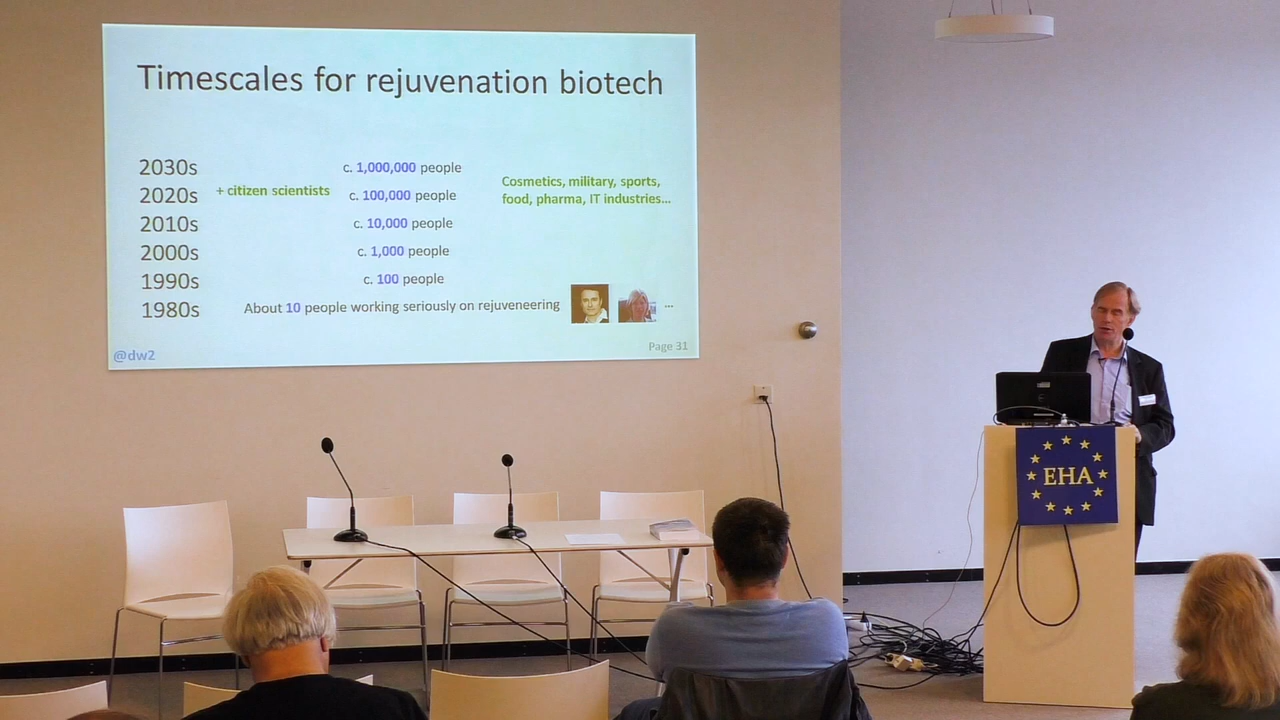 Timescales for rejuvenation biotech
2030s c. 1,000,000 people
+ citizen scientists
Cosmetics, military, sports,
food, pharma, IT industries...
2020s c. 100,000 people
2010s c. 10,000 people
2000s c. 1,000 people
1990s c. 100 people
1980s About 10 people working seriously on rejuveneering ...
@dw2
Page 31
EHA